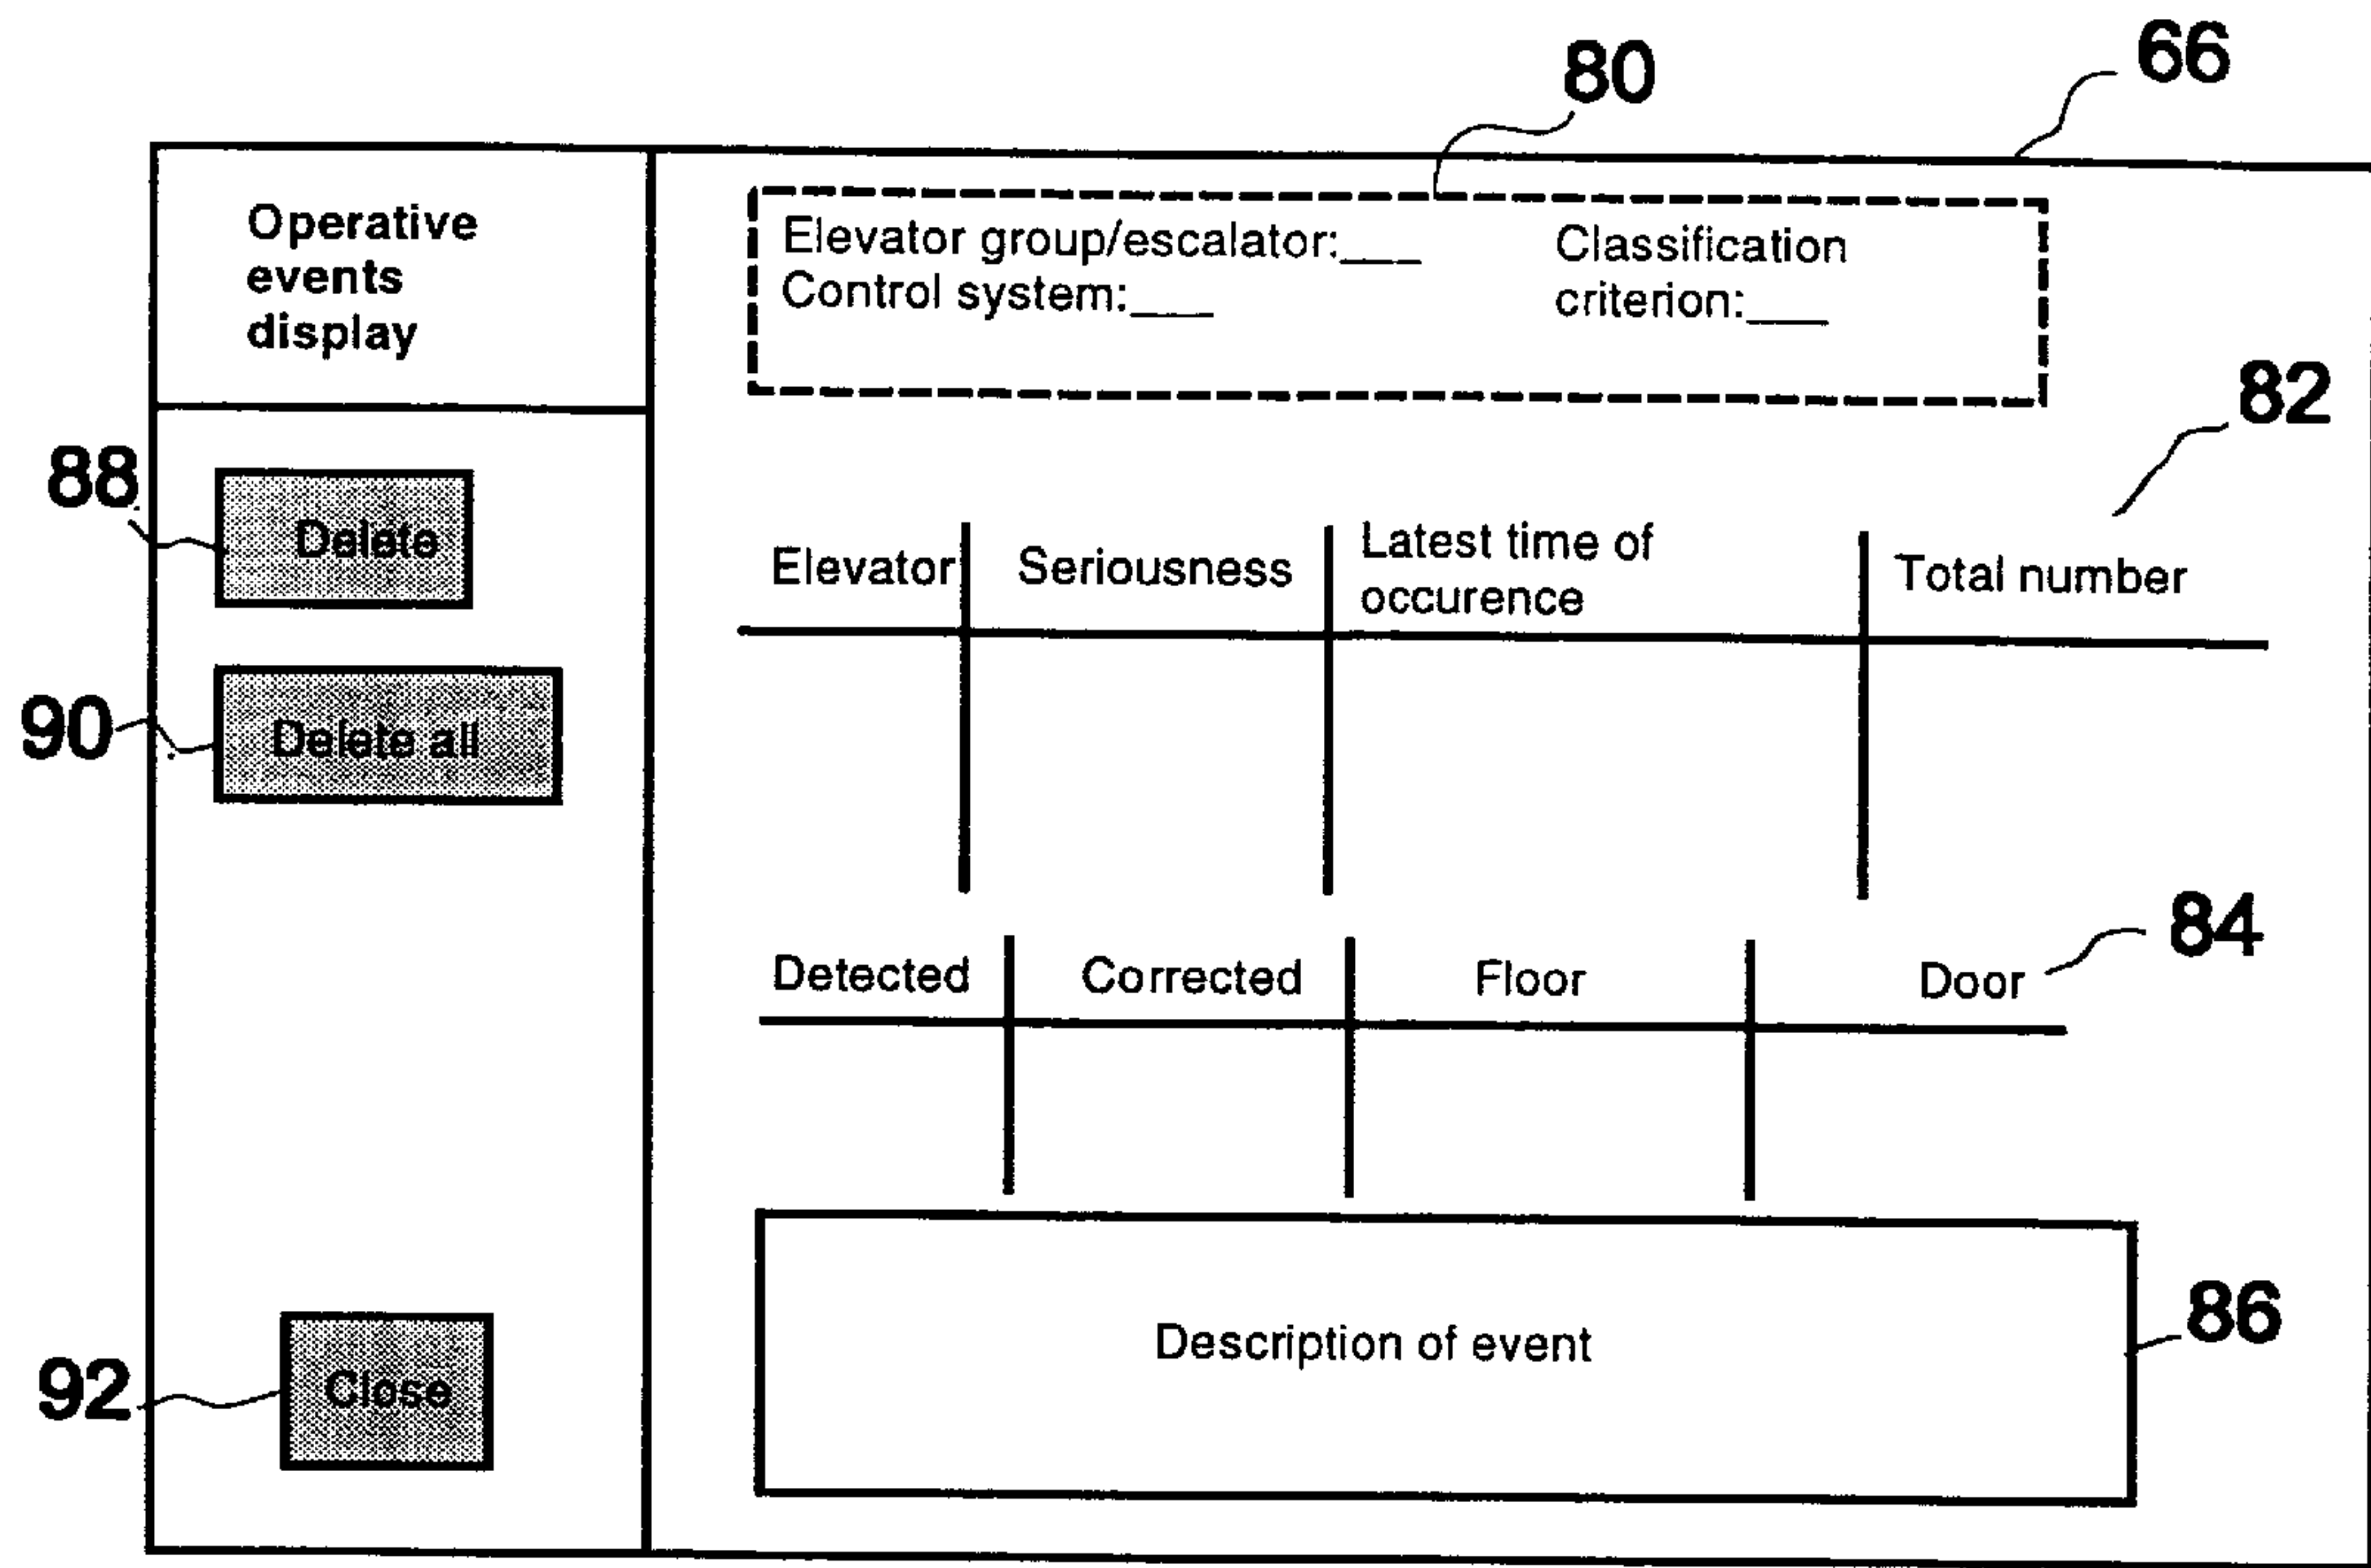 66
80
Operative
events
display
Elevator group/escalator:___
Control system:___
Classification
criterion:___
82
88
Delete
Elevator
Seriousness
Latest time of
occurence
Total number
90
Delete all
84
Detected
Corrected
Floor
Door
86
Description of event
92
Close